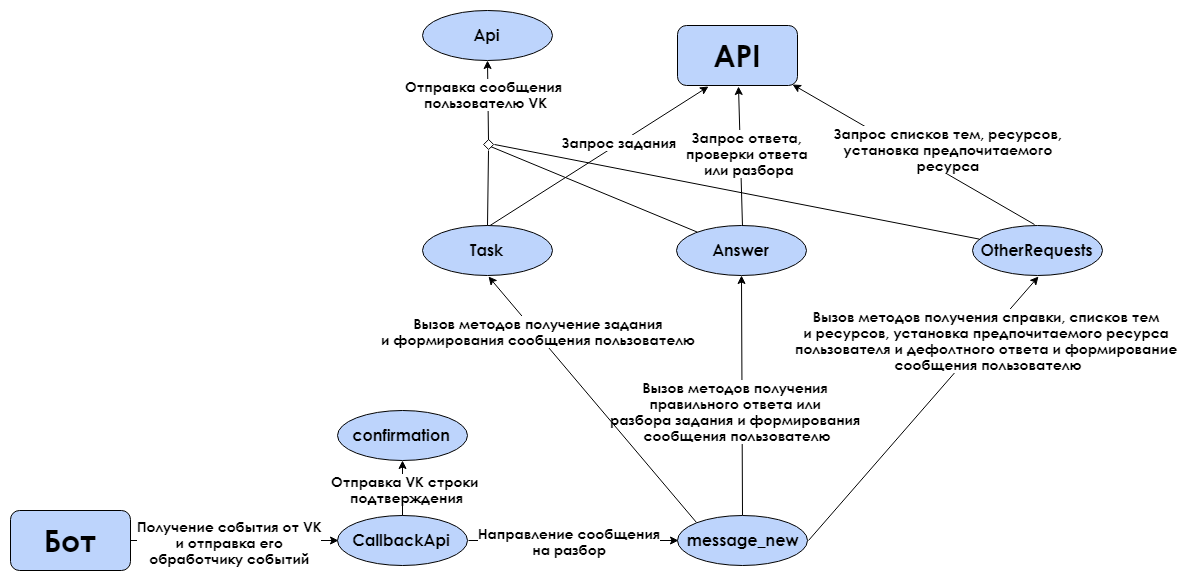 Api
API
Отправка сообщения
пользователю VK
Запрос задания
Запрос ответа,
проверки ответа
или разбора
Запрос списков тем, ресурсов,
установка предпочитаемого
ресурса
Task
Answer
OtherRequests
Вызов методов получение задания
и формирования сообщения пользователю
Вызов методов получения справки, списков тем
и ресурсов, установка предпочитаемого ресурса
пользователя и дефолтного ответа и формирование
сообщения пользователю
Вызов методов получения
правильного ответа или
разбора задания и формирования
сообщения пользователю
confirmation
Отправка VK строки
подтверждения
Бот
Получение события от VK
и отправка его
обработчику событий
CallbackApi
Направление сообщения
на разбор
message_new